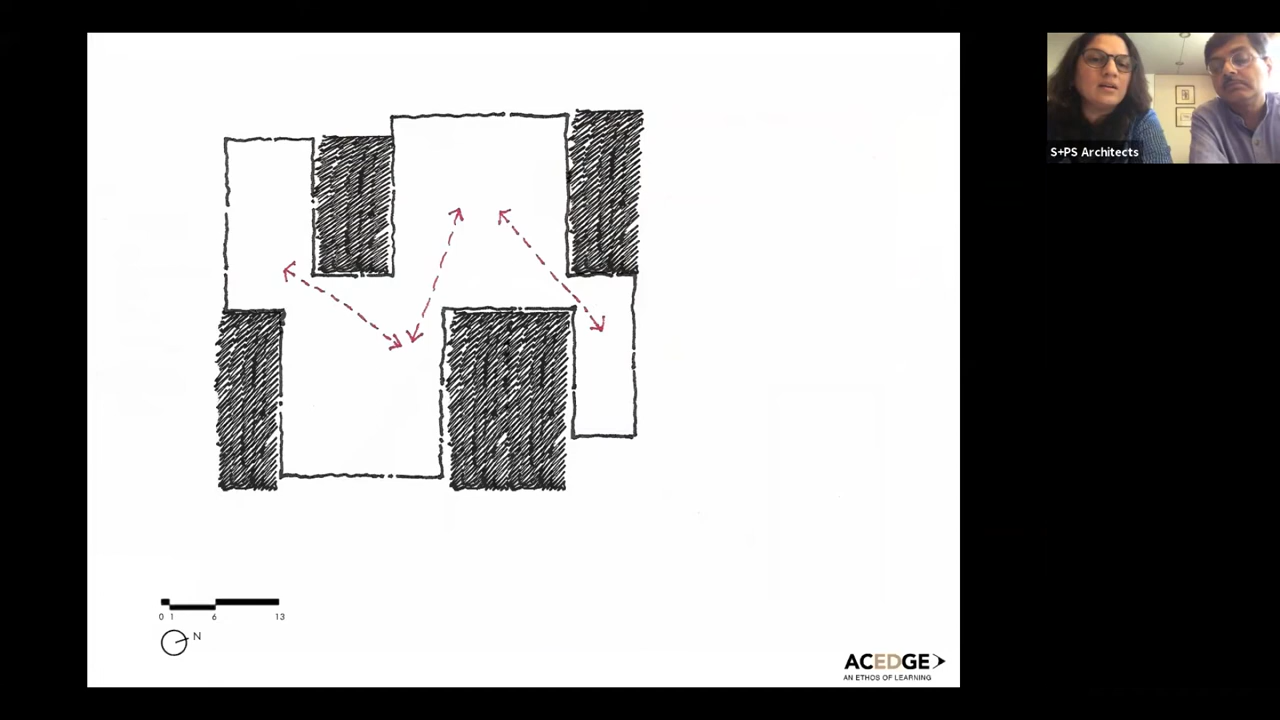 S+PS Architects
0 1 6 13
N
ACEDGE
AN ETHOS OF LEARNING